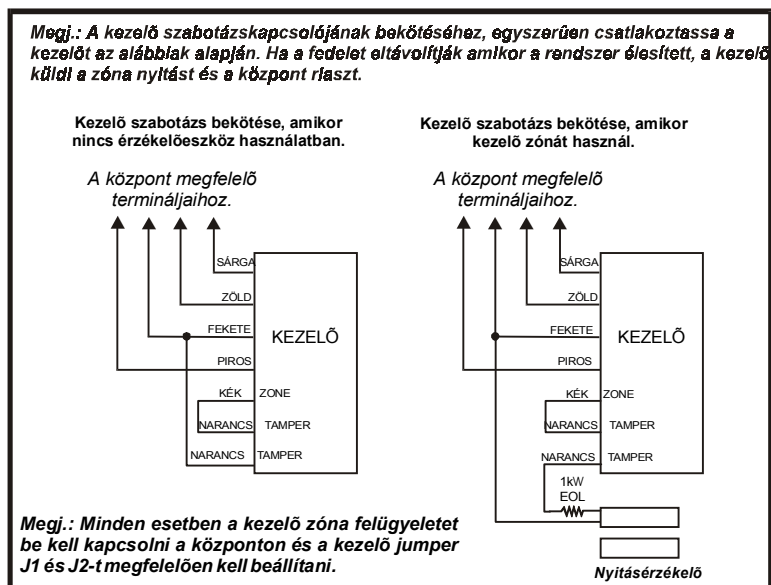 Megj.: A kezelõ szabotázskapcsolójának bekötéséhez, egyszerûen csatlakoztassa a
kezelõt az alábbiak alapján. Ha a fedelet eltávolítják amikor a rendszer élesített, a kezelõ
küldi a zóna nyitást és a központ riaszt.
Kezelõ szabotázs bekötése, amikor
nincs érzékelõeszköz használatban.
A központ megfelelõ
termináljaihoz.
SÁRGA
ZÖLD
FEKETE
KEZELÕ
PIROS
KÉK ZONE
NARANCS TAMPER
NARANCS TAMPER
Kezelõ szabotázs bekötése, amikor
kezelõ zónát használ.
A központ megfelelõ
termináljaihoz.
SÁRGA
ZÖLD
FEKETE
KEZELÕ
PIROS
KÉK ZONE
NARANCS TAMPER
NARANCS TAMPER
1kW
EOL
Nyitásérzékelõ
Megj.: Minden esetben a kezelõ zóna felügyeletet
be kell kapcsolni a központon és a kezelõ jumper
J1 és J2-t megfelelõen kell beállítani.